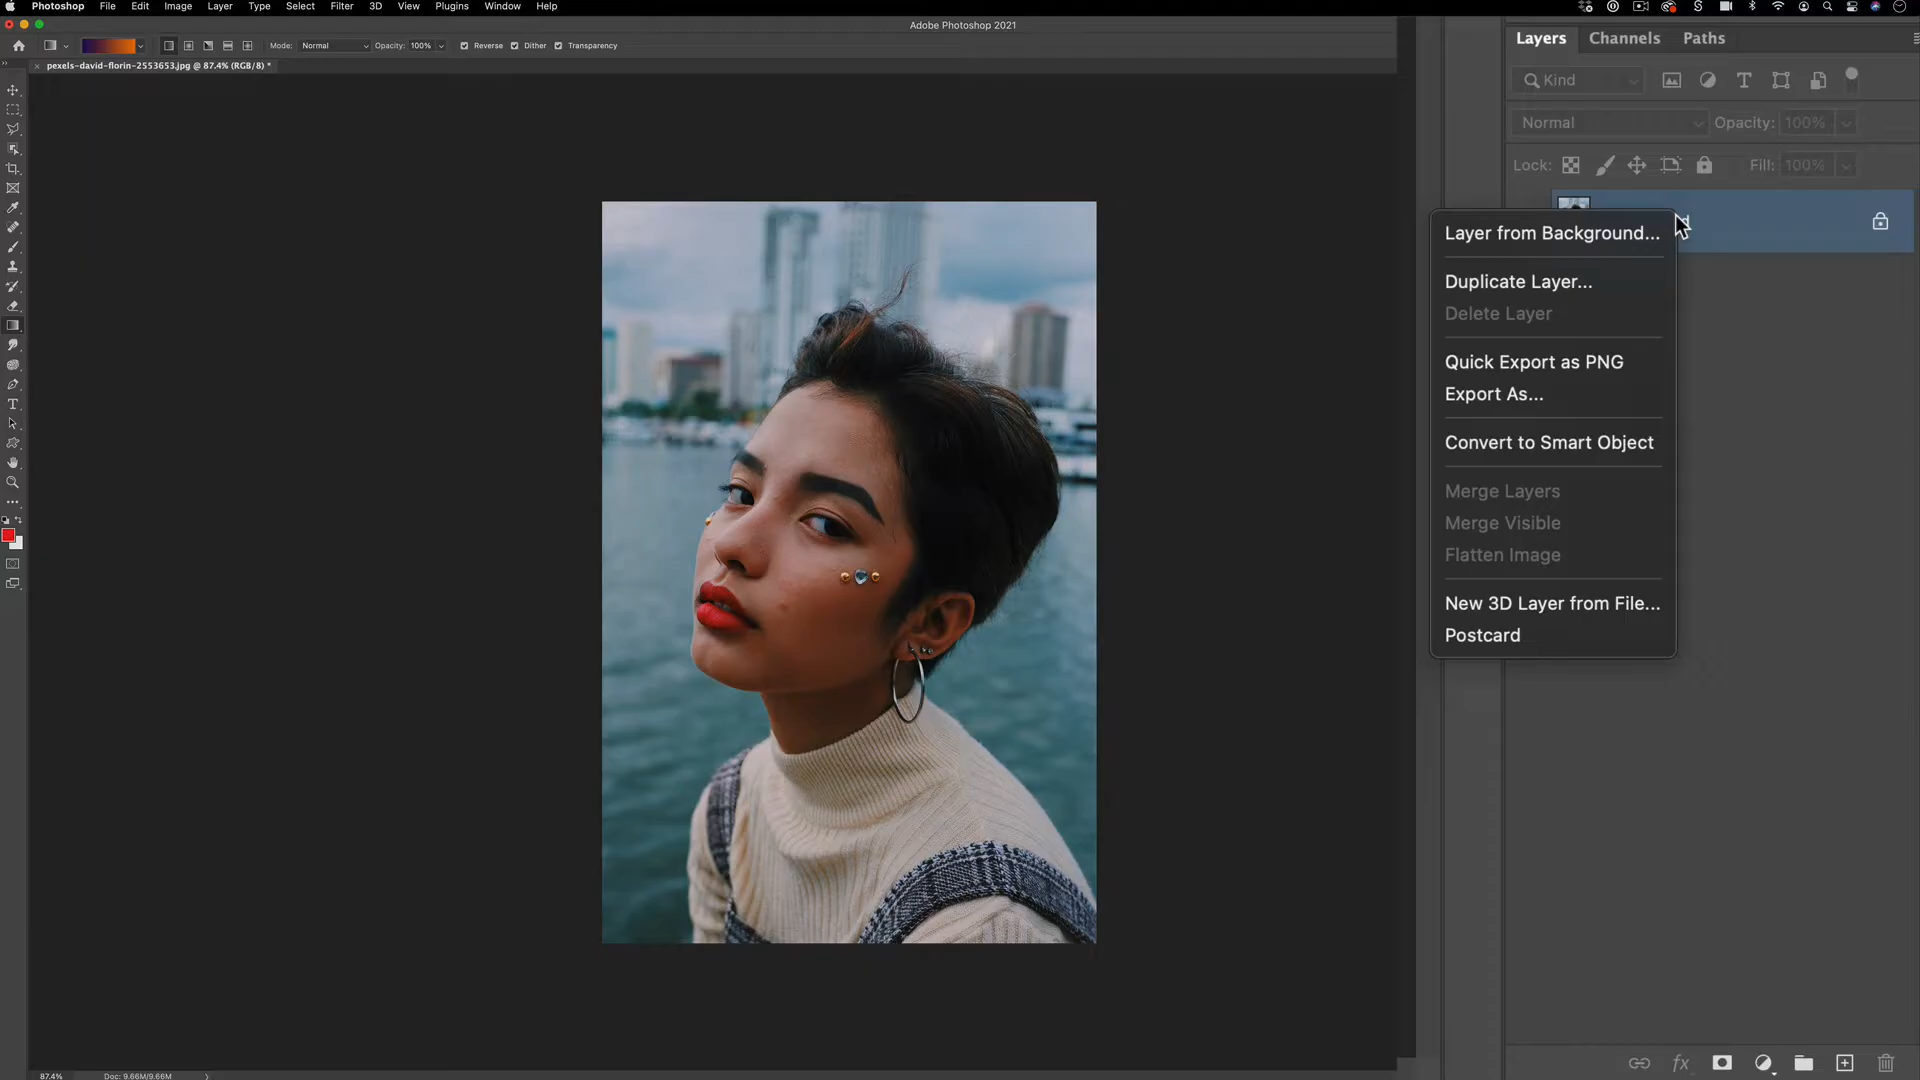 Photoshop File Edit Image Layer Type Select Filter 3D View Plugins Window Help
Adobe Photoshop 2021
Mode: Normal Opacity: 100% Reverse Dither Transparency
pexels-david-florin-2553653.jpg @ 87.4% (RGB/8) *
Layers Channels Paths
Kind
Normal Opacity: 100%
Lock: Fill: 100%
Layer from Background...
Duplicate Layer...
Delete Layer
Quick Export as PNG
Export As...
Convert to Smart Object
Merge Layers
Merge Visible
Flatten Image
New 3D Layer from File...
Postcard
fx
87.4% Doc: 9.66M/9.66M